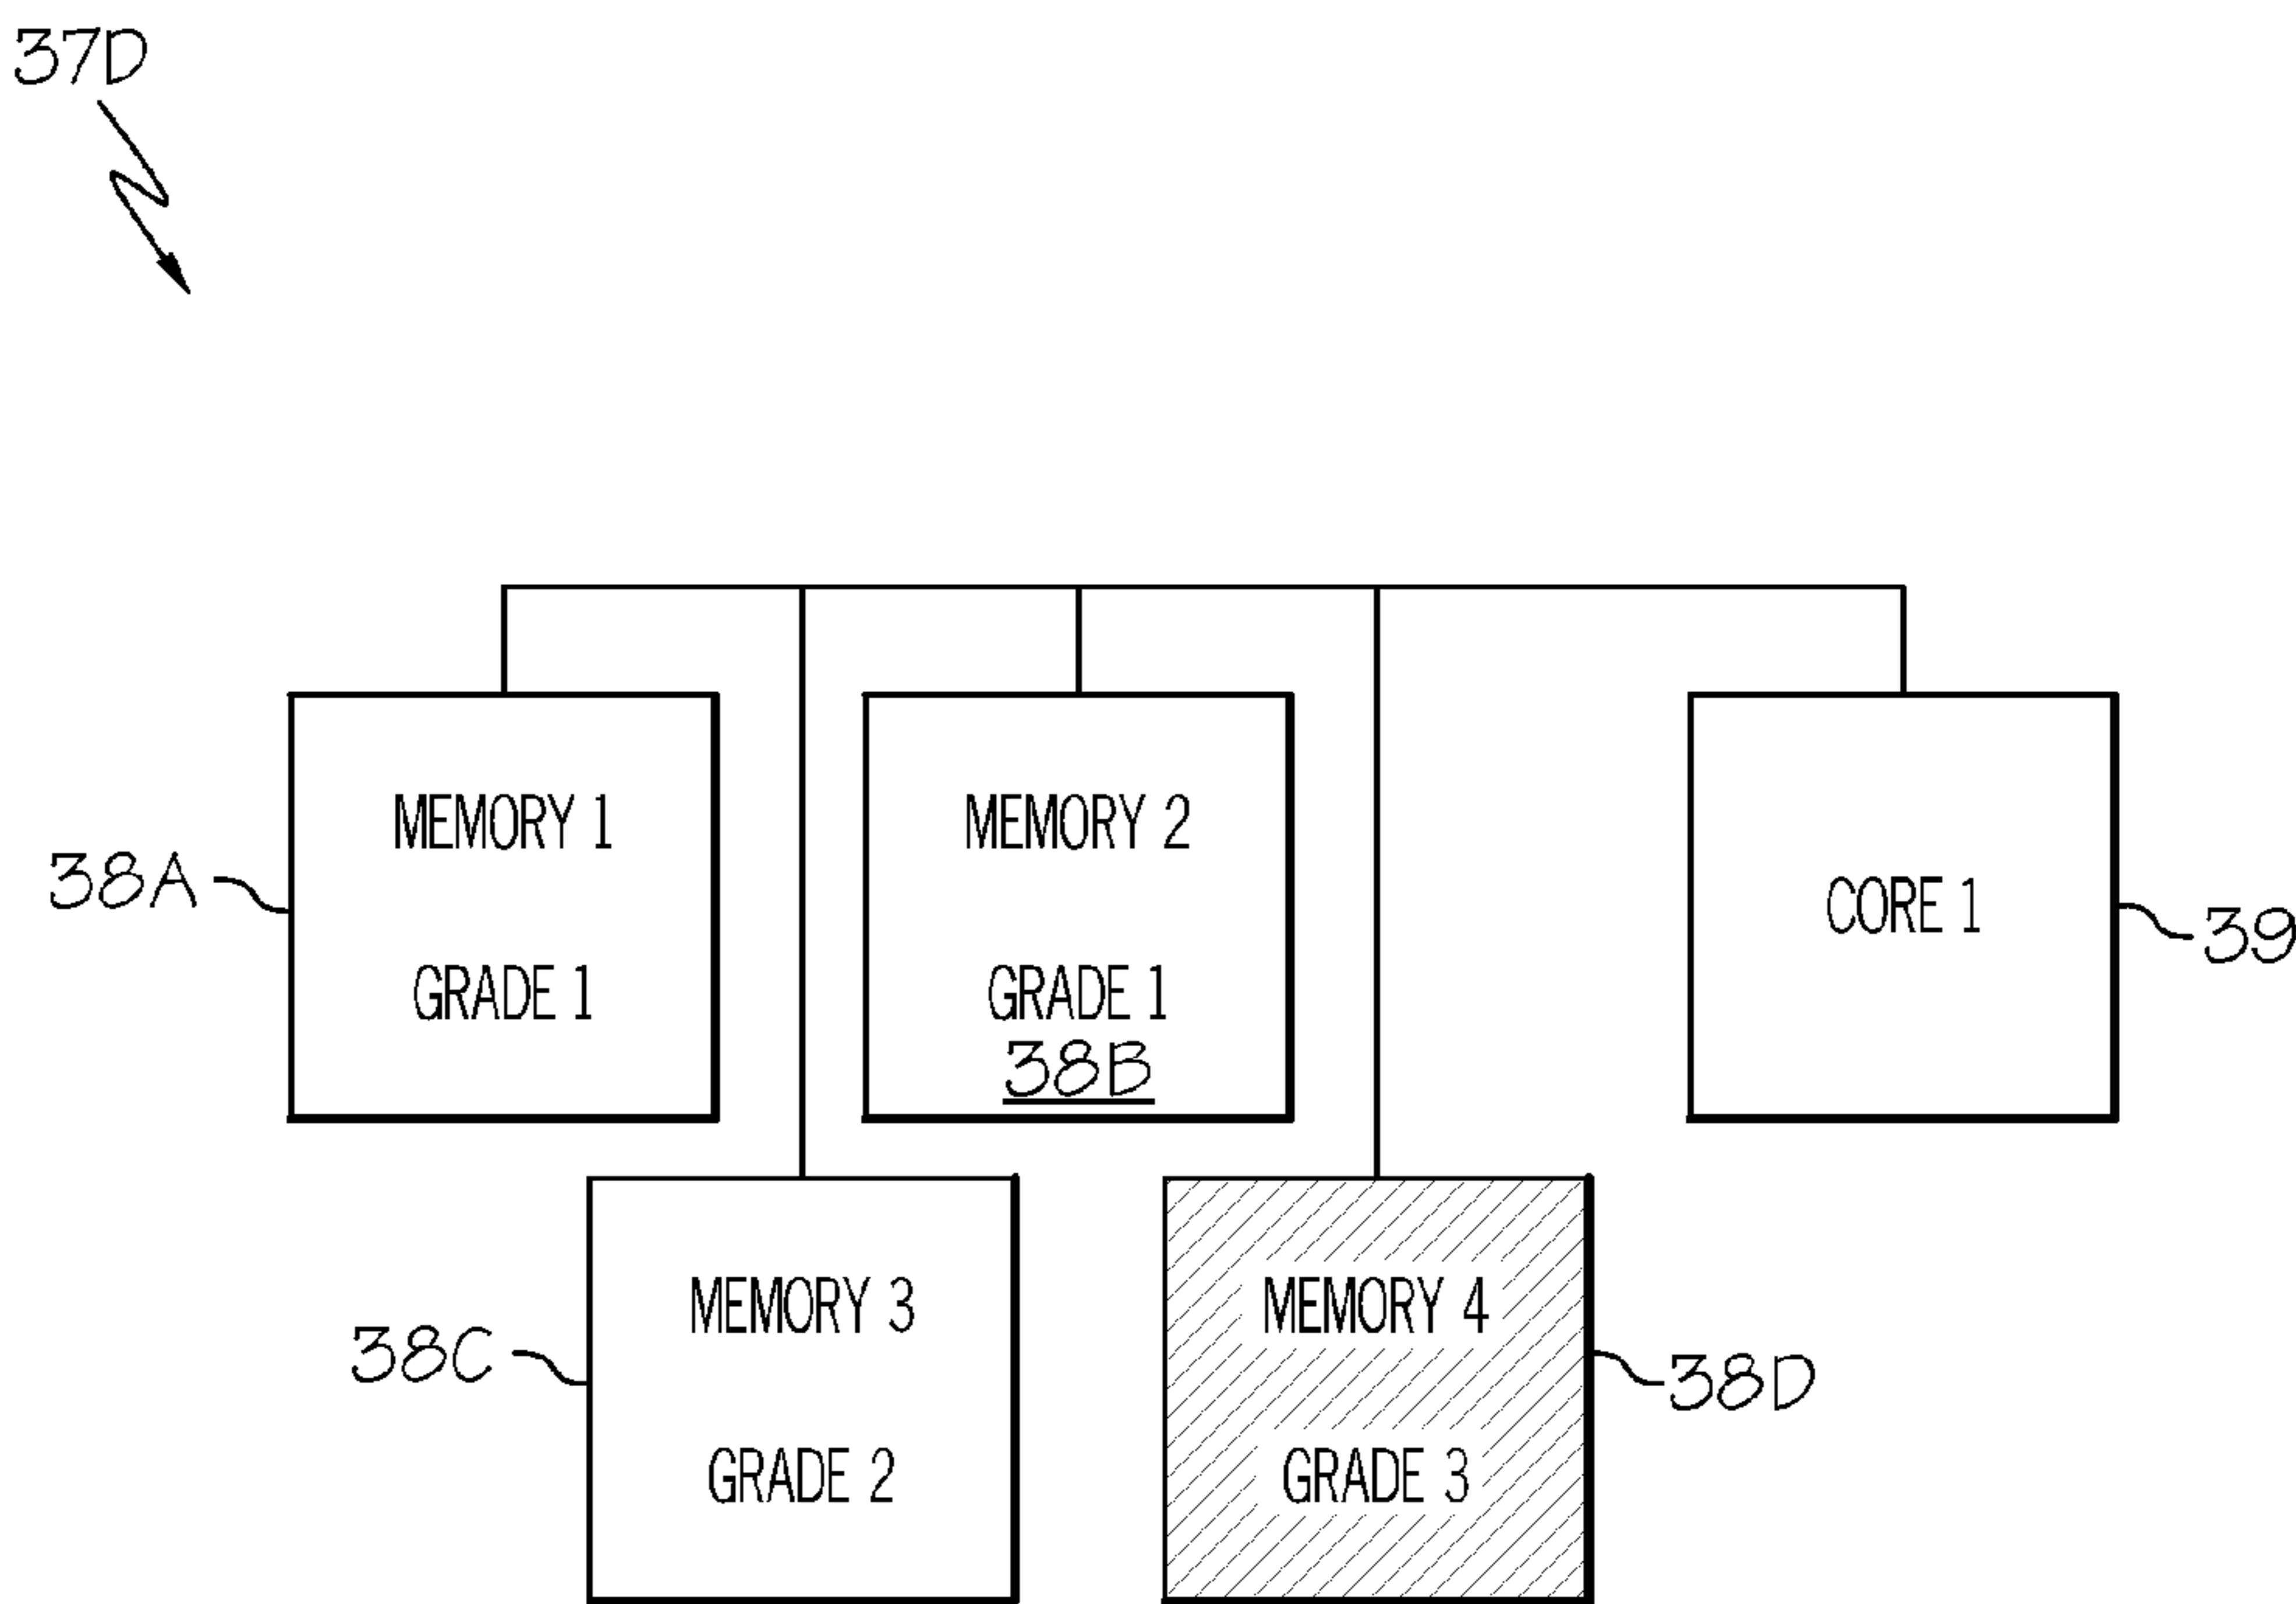 37D
MEMORY 1
GRADE 1
38A
MEMORY 2
GRADE 1
38B
CORE 1
39
MEMORY 3
GRADE 2
38C
MEMORY 4
GRADE 3
38D